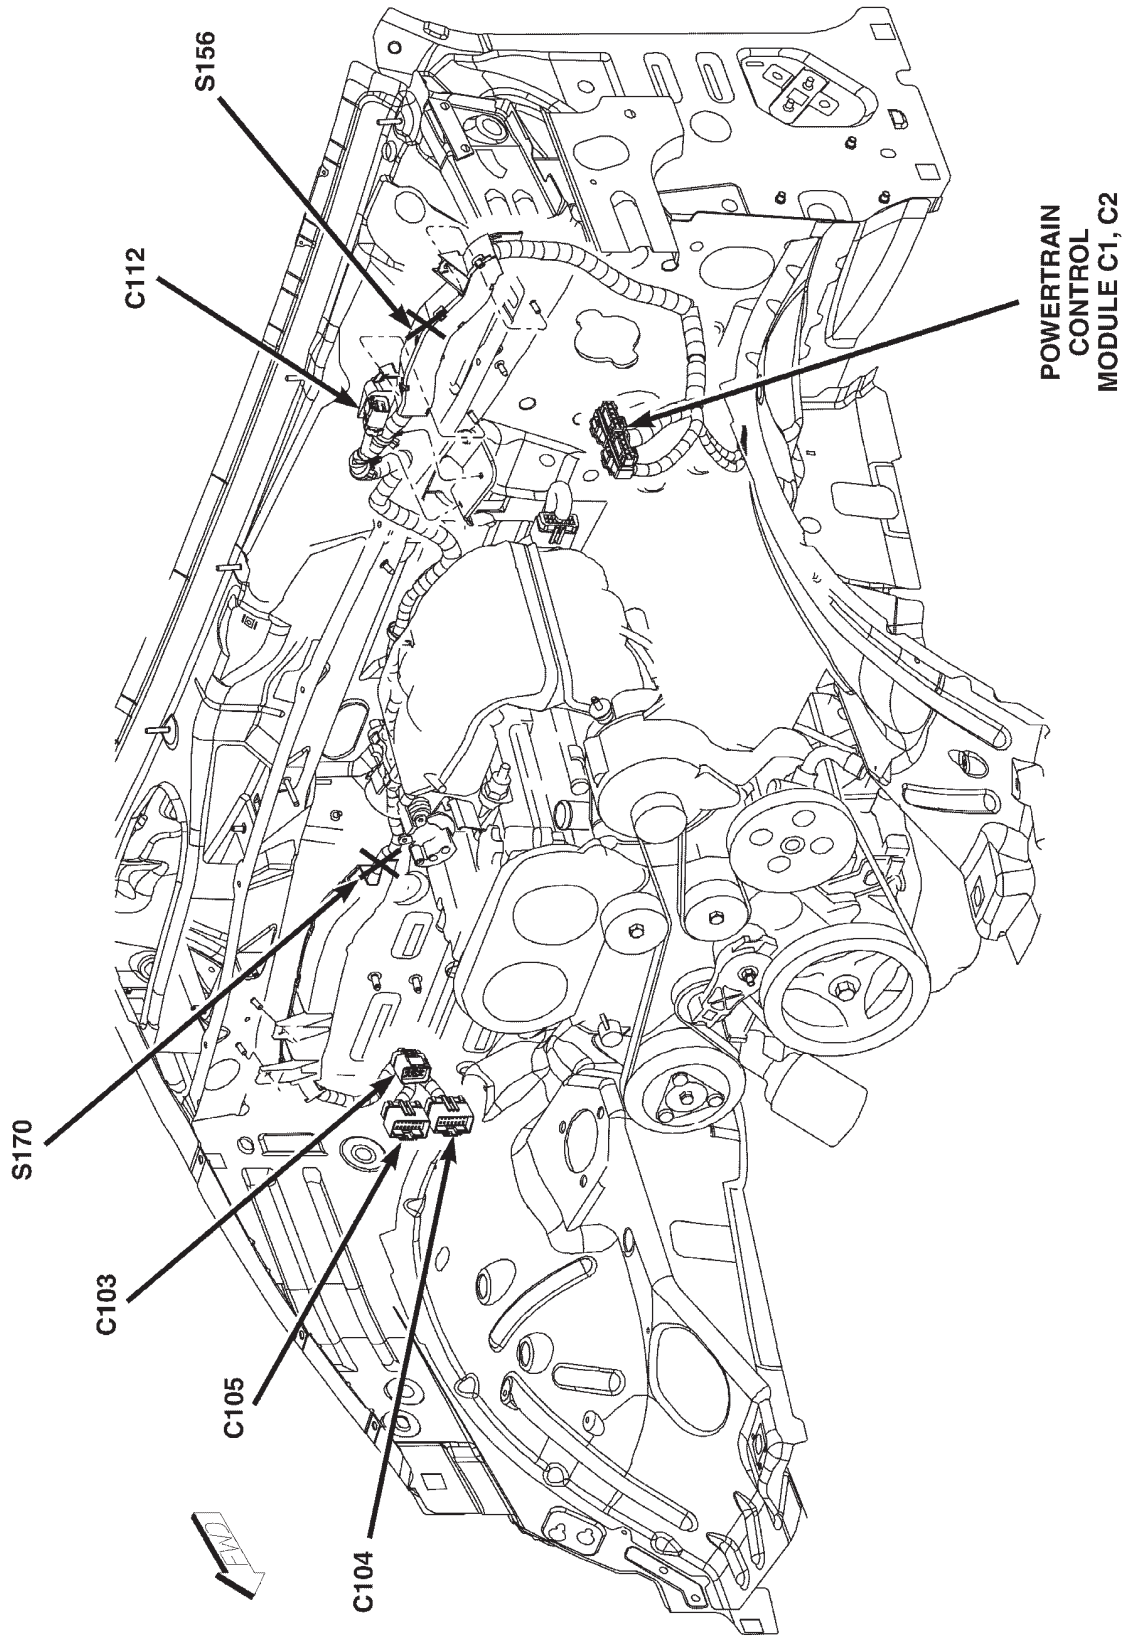 S156
C112
POWERTRAIN
CONTROL
MODULE C1, C2
S170
C103
C105
C104
FWD